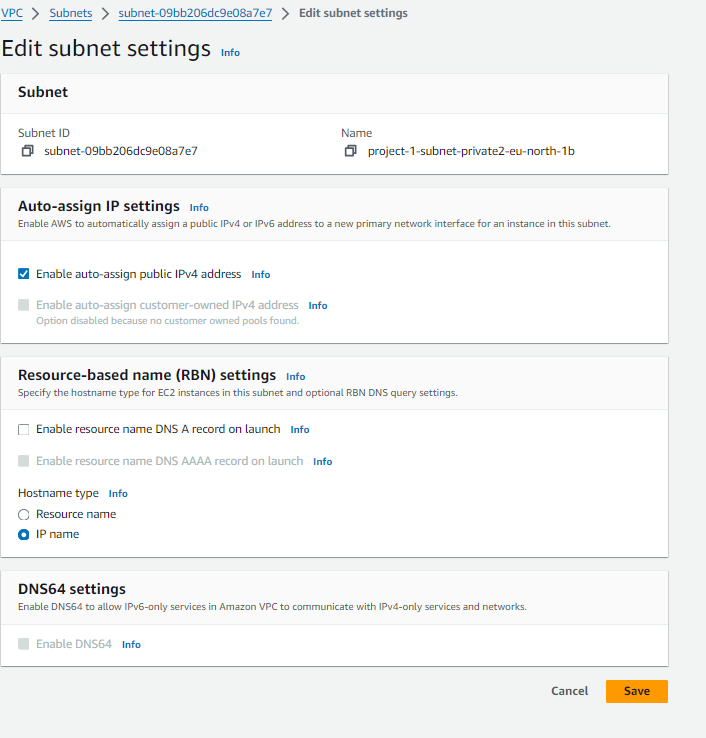 VPC > Subnets > subnet-09bb206dc9e08a7e7 > Edit subnet settings
Edit subnet settings Info
Subnet
Subnet ID Name
subnet-09bb206dc9e08a7e7 project-1-subnet-private2-eu-north-1b
Auto-assign IP settings Info
Enable AWS to automatically assign a public IPv4 or IPv6 address to a new primary network interface for an instance in this subnet.
Enable auto-assign public IPv4 address Info
Enable auto-assign customer-owned IPv4 address Info
Option disabled because no customer owned pools found.
Resource-based name (RBN) settings Info
Specify the hostname type for EC2 instances in this subnet and optional RBN DNS query settings.
Enable resource name DNS A record on launch Info
Enable resource name DNS AAAA record on launch Info
Hostname type Info
Resource name
IP name
DNS64 settings
Enable DNS64 to allow IPv6-only services in Amazon VPC to communicate with IPv4-only services and networks.
Enable DNS64 Info
Cancel Save